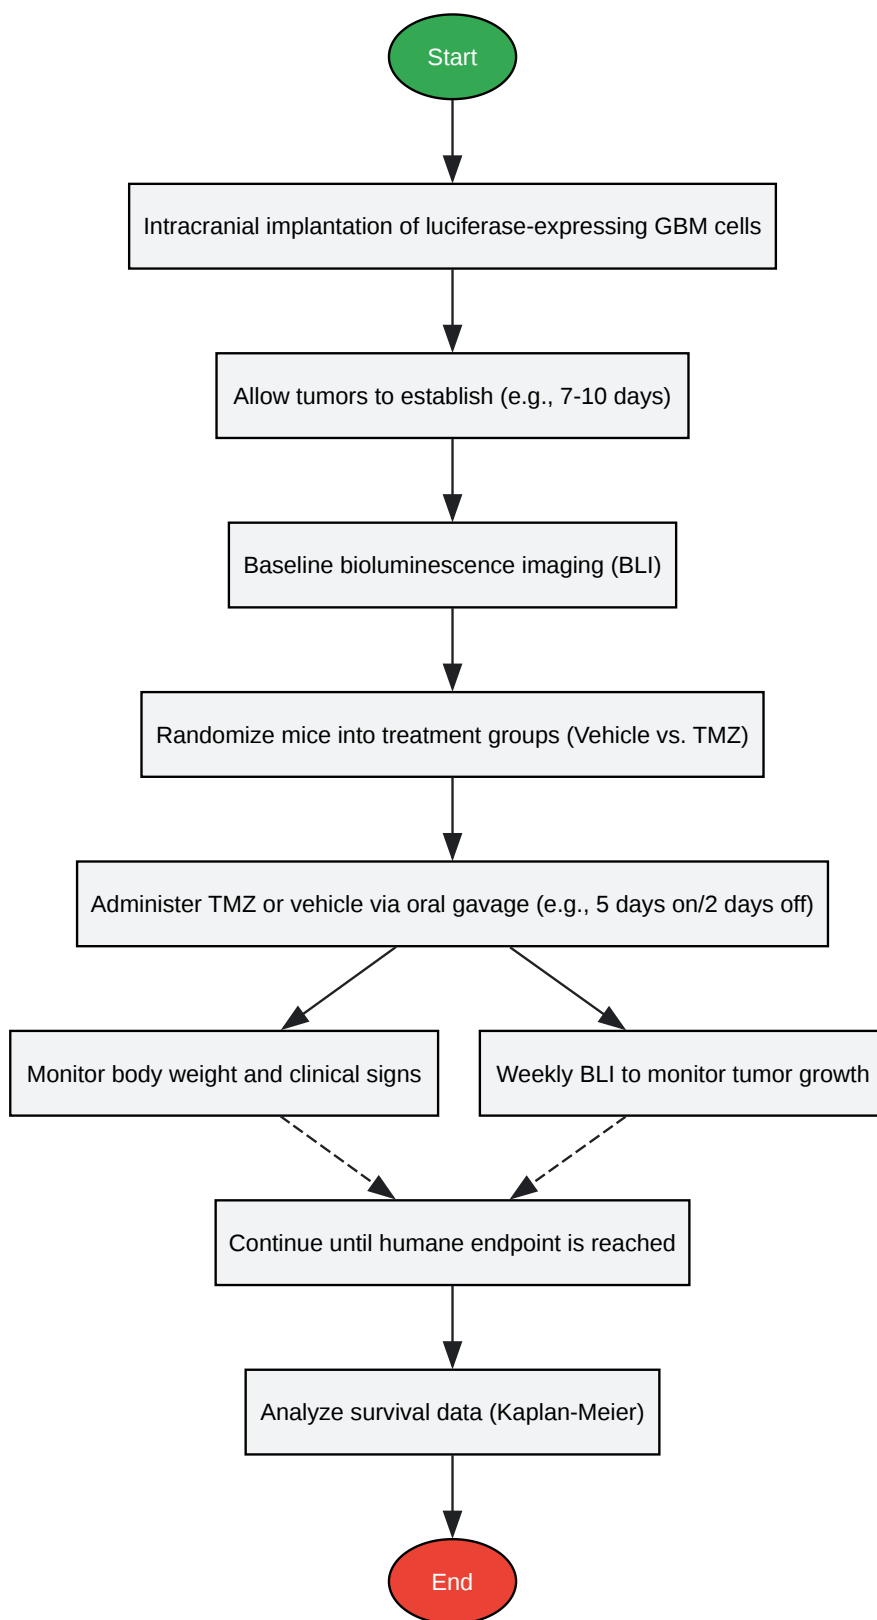 Start
Intracranial implantation of luciferase-expressing GBM cells
Allow tumors to establish (e.g., 7-10 days)
Baseline bioluminescence imaging (BLI)
Randomize mice into treatment groups (Vehicle vs. TMZ)
Administer TMZ or vehicle via oral gavage (e.g., 5 days on/2 days off)
Monitor body weight and clinical signs
Weekly BLI to monitor tumor growth
Continue until humane endpoint is reached
Analyze survival data (Kaplan-Meier)
End